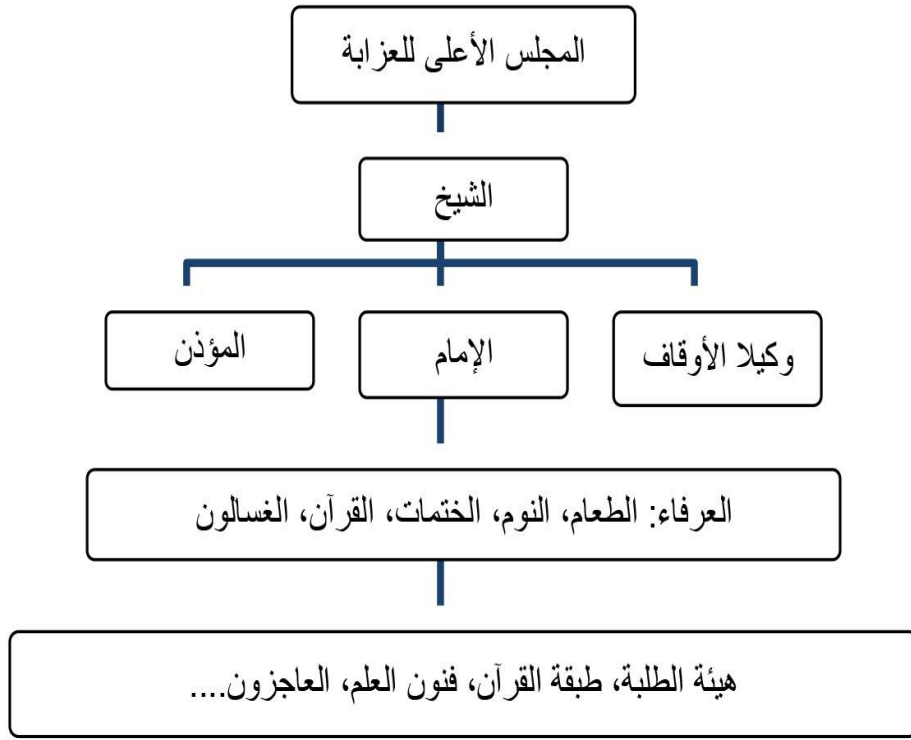 المجلس الأعلى للعزابة
الشيخ
وكيلا الأوقاف
الإمام
المؤذن
العرفاء: الطعام، النوم، الختمات، القرآن، الغسالون
هيئة الطلبة، طبقة القرآن، فنون العلم، العاجزون....